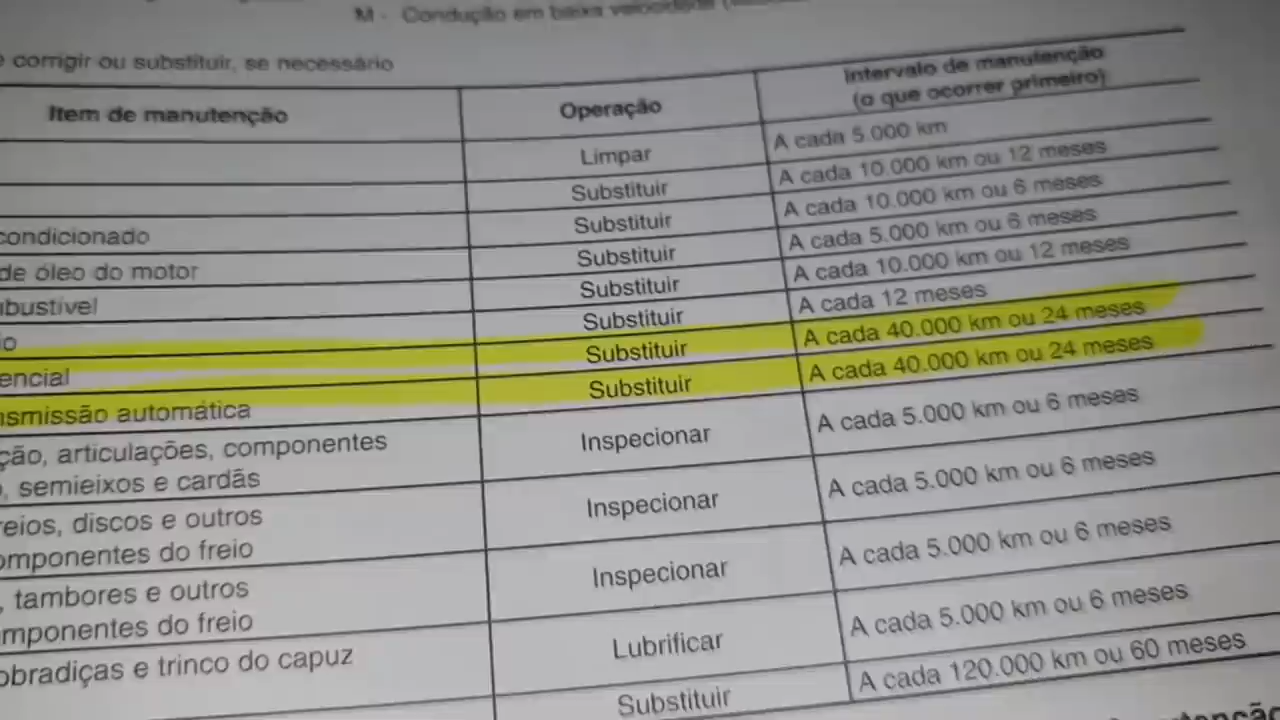 M - Condução em baixa velocidade
corrigir ou substituir, se necessário
Item de manutenção Operação Intervalo de manutenção
(o que ocorrer primeiro)
Limpar A cada 5.000 km
Substituir A cada 10.000 km ou 12 meses
condicionado Substituir A cada 10.000 km ou 6 meses
de óleo do motor Substituir A cada 5.000 km ou 6 meses
mbustível Substituir A cada 10.000 km ou 12 meses
io Substituir A cada 12 meses
encial Substituir A cada 40.000 km ou 24 meses
nsmissão automática Substituir A cada 40.000 km ou 24 meses
ção, articulações, componentes
, semieixos e cardãs Inspecionar A cada 5.000 km ou 6 meses
reios, discos e outros
omponentes do freio Inspecionar A cada 5.000 km ou 6 meses
, tambores e outros
omponentes do freio Inspecionar A cada 5.000 km ou 6 meses
obradiças e trinco do capuz Lubrificar A cada 5.000 km ou 6 meses
Substituir A cada 120.000 km ou 60 meses